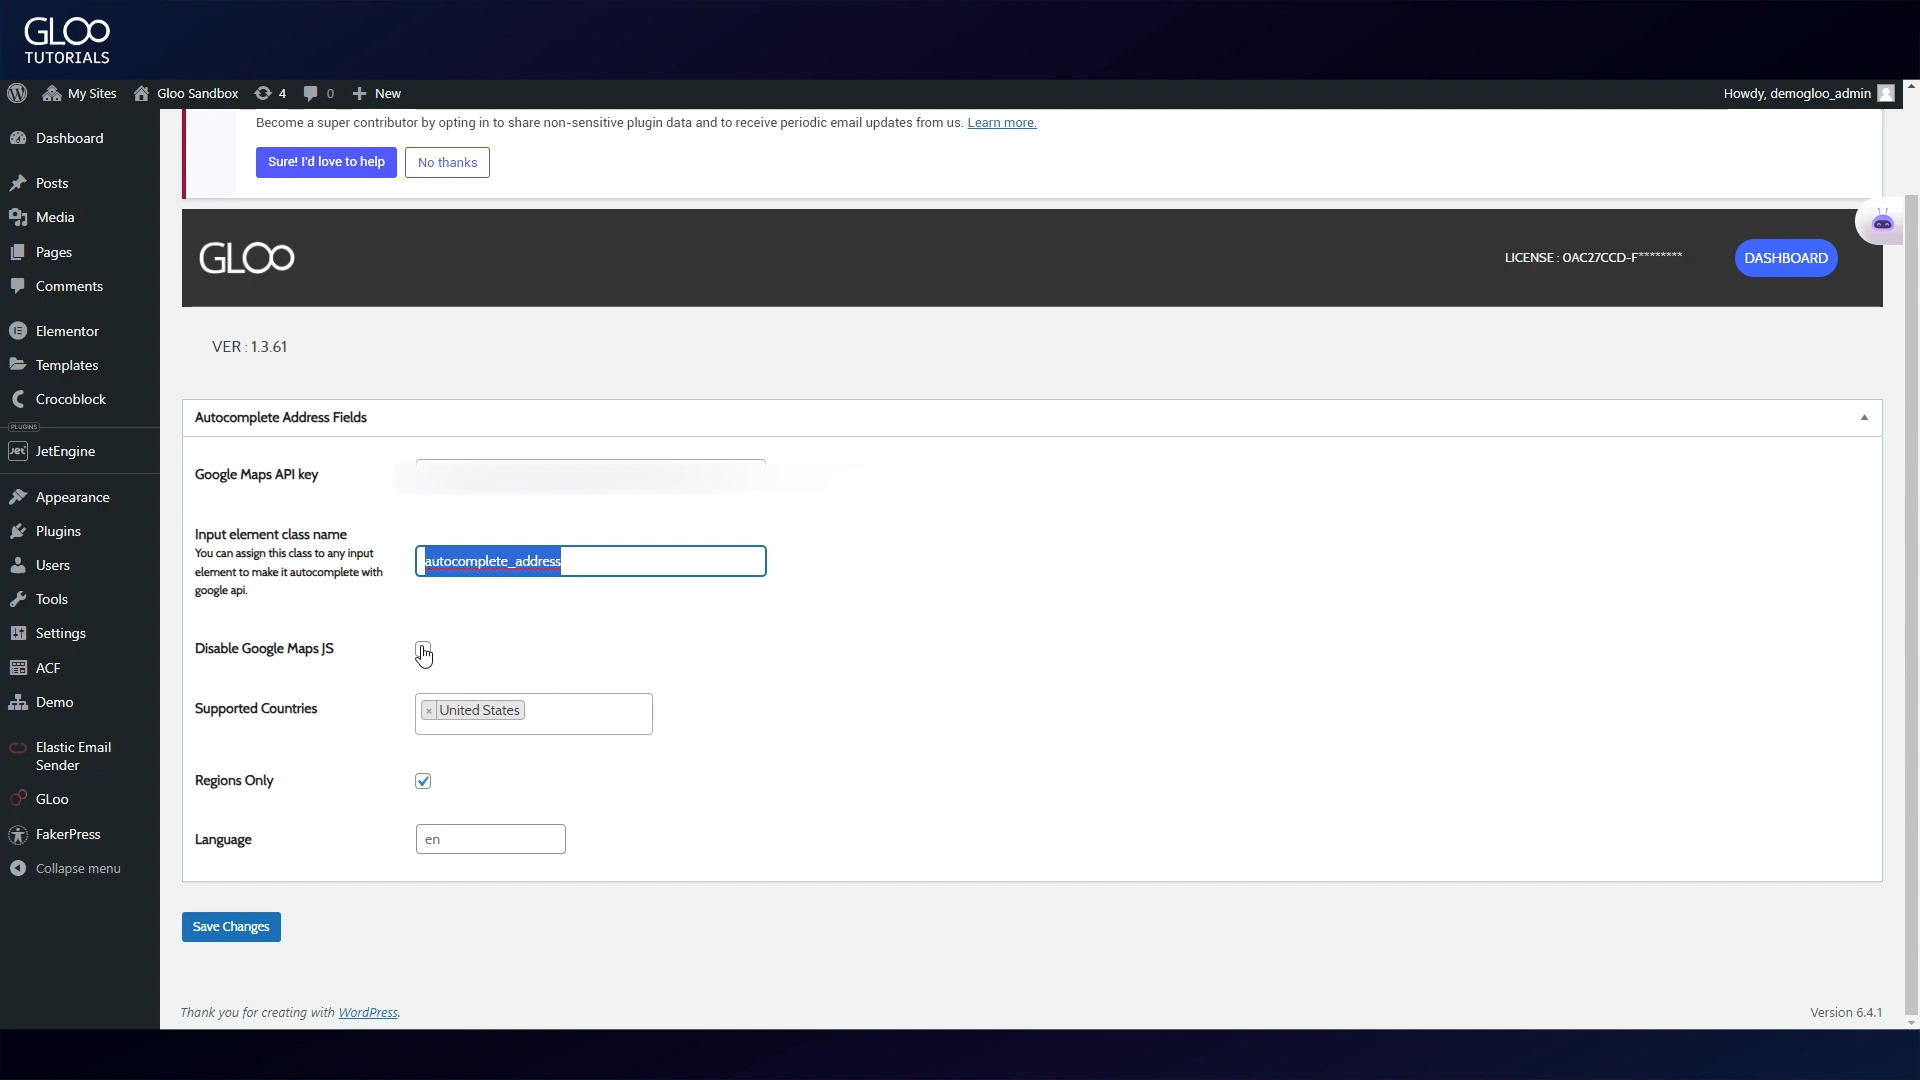 GLOO
TUTORIALS
My Sites Gloo Sandbox 4 0 New Howdy, demogloo_admin
Dashboard
Posts
Media
Pages
Comments
Elementor
Templates
Crocoblock
PLUGINS
Jet JetEngine
Appearance
Plugins
Users
Tools
Settings
ACF
Demo
Elastic Email
Sender
GLoo
FakerPress
Collapse menu
Become a super contributor by opting in to share non-sensitive plugin data and to receive periodic email updates from us. Learn more.
Sure! I'd love to help No thanks
GLOO LICENSE : 0AC27CCD-F******** DASHBOARD
VER : 1.3.61
Autocomplete Address Fields
Google Maps API key
Input element class name
You can assign this class to any input
element to make it autocomplete with
google api.
autocomplete_address
Disable Google Maps JS
Supported Countries × United States
Regions Only
Language en
Save Changes
Thank you for creating with WordPress. Version 6.4.1